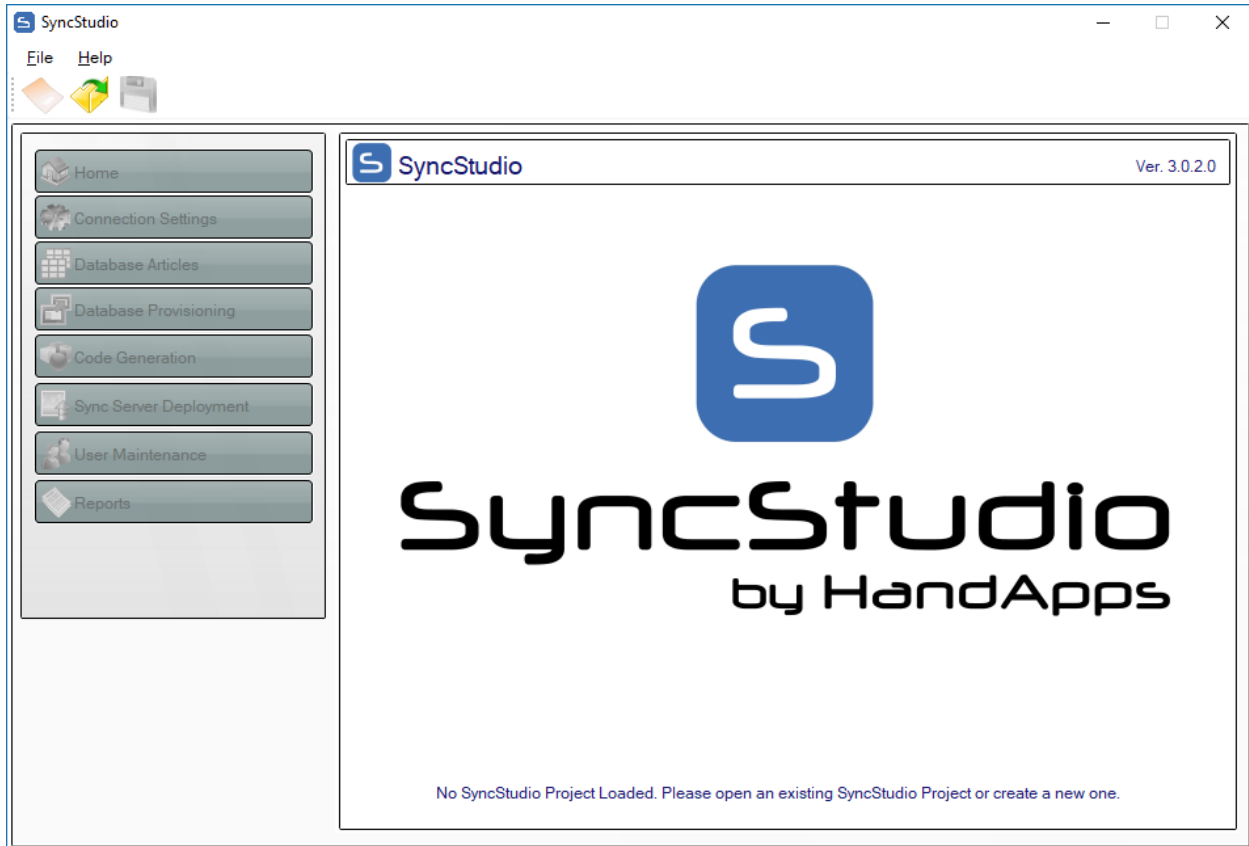 SyncStudio
File Help
Home
Connection Settings
Database Articles
Database Provisioning
Code Generation
Sync Server Deployment
User Maintenance
Reports
SyncStudio Ver. 3.0.2.0
SyncStudio
by HandApps
No SyncStudio Project Loaded. Please open an existing SyncStudio Project or create a new one.